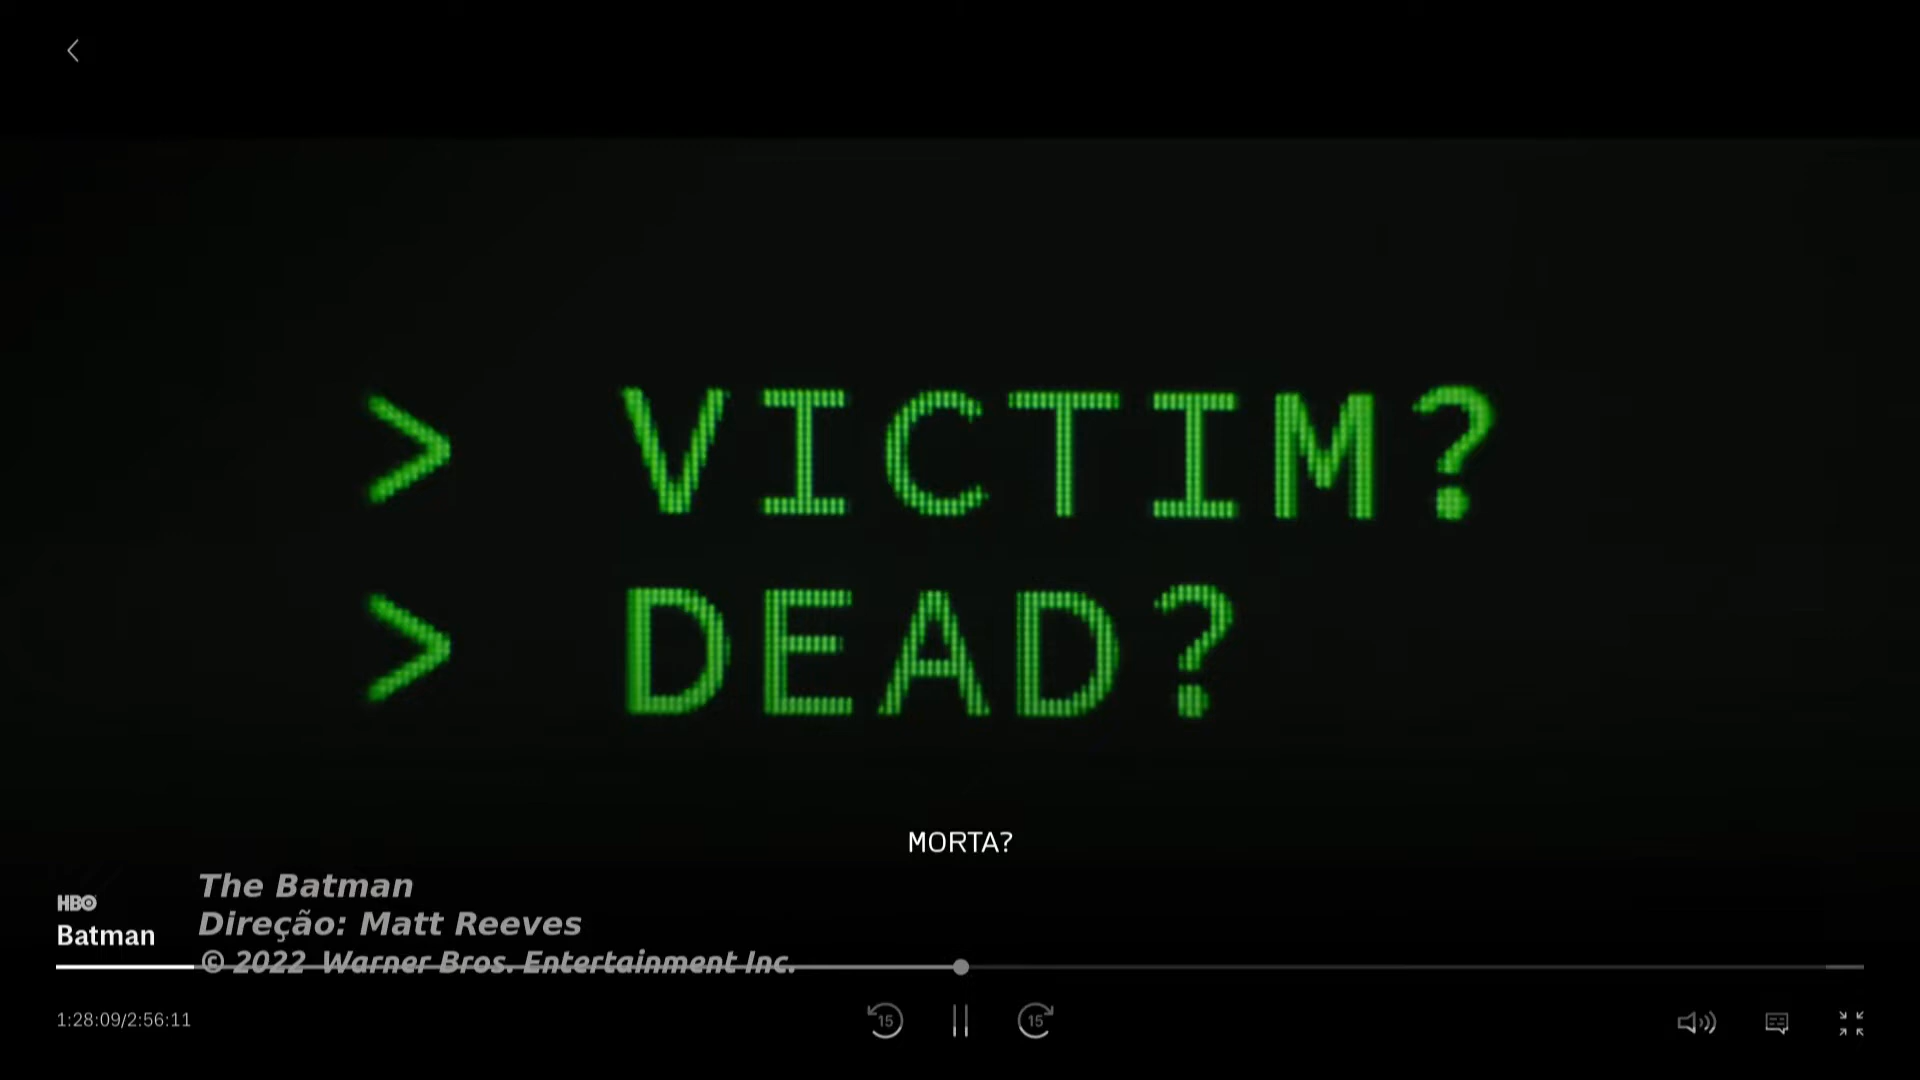 > VICTIM?
> DEAD?
MORTA?
HBO
Batman
The Batman
Direção: Matt Reeves
© 2022 Warner Bros. Entertainment Inc.
1:28:09/2:56:11
15
15